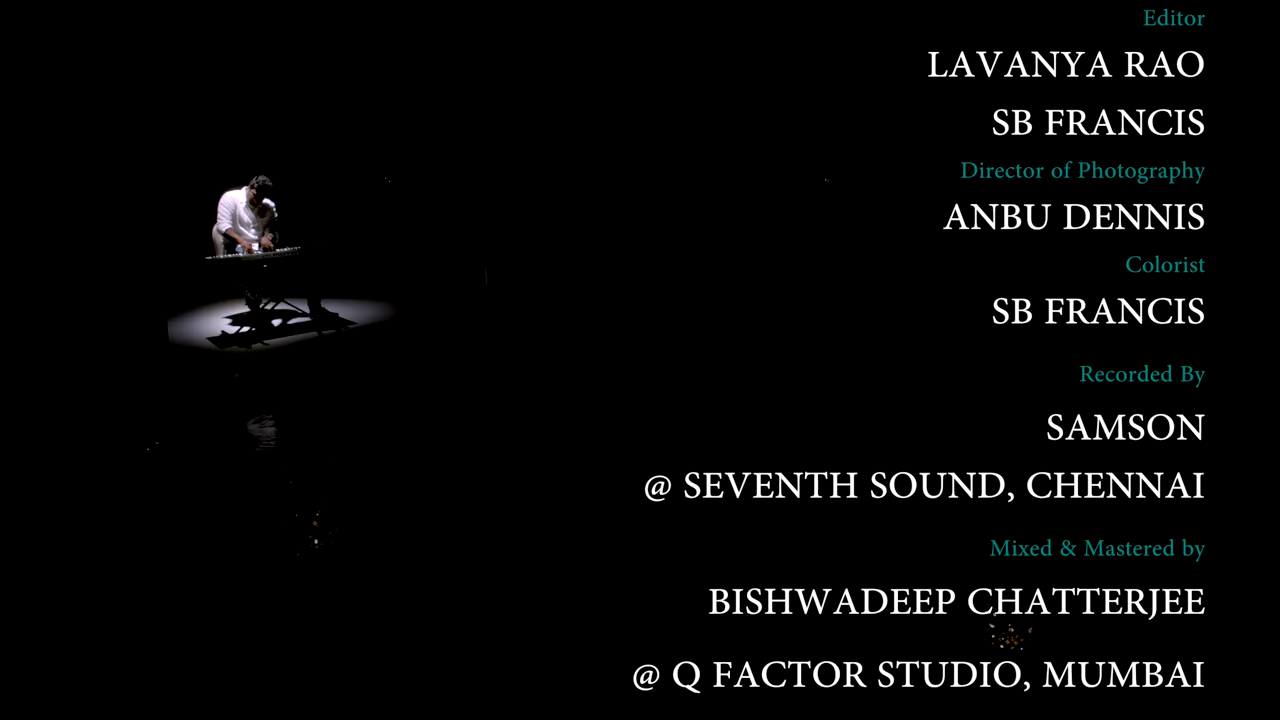 Editor
LAVANYA RAO
SB FRANCIS
Director of Photography
ANBU DENNIS
Colorist
SB FRANCIS
Recorded By
SAMSON
@ SEVENTH SOUND, CHENNAI
Mixed & Mastered by
BISHWADEEP CHATTERJEE
@ Q FACTOR STUDIO, MUMBAI